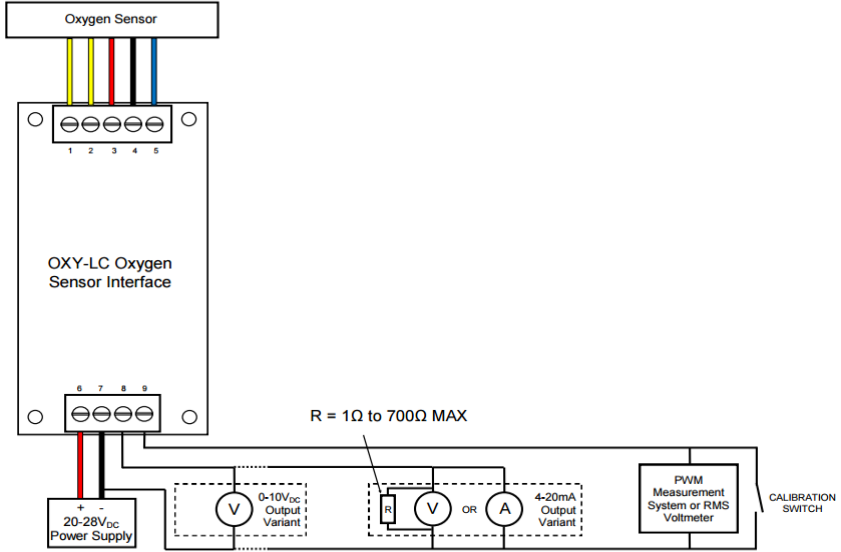 Oxygen Sensor
1 2 3 4 5
OXY-LC Oxygen
Sensor Interface
6 7 8 9
R = 1Ω to 700Ω MAX
+ -
20-28VDC
Power Supply
V
0-10VDC
Output
Variant
R
V
OR
A
4-20mA
Output
Variant
PWM
Measurement
System or RMS
Voltmeter
CALIBRATION
SWITCH